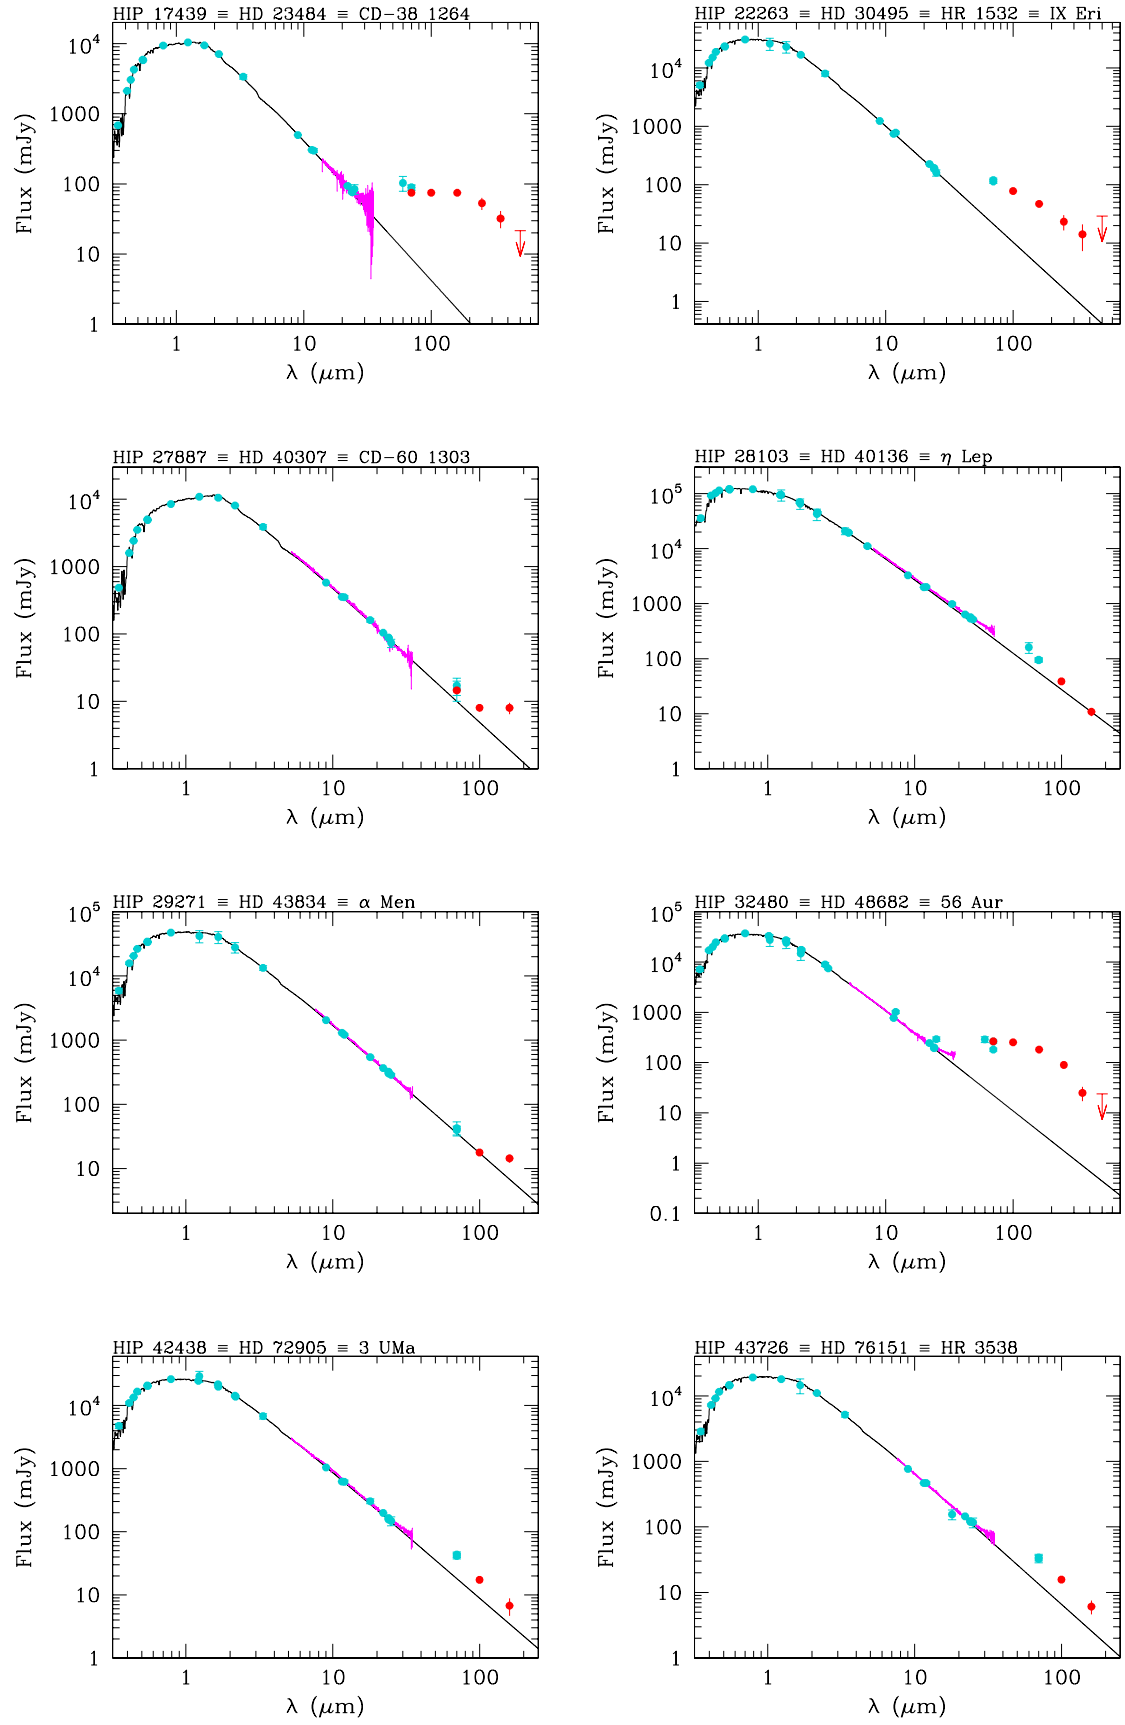 HIP 17439 ≡ HD 23484 ≡ CD-38 1264
10⁴
1000
100
10
1
Flux (mJy)
1 10 100
λ (μm)
HIP 22263 ≡ HD 30495 ≡ HR 1532 ≡ IX Eri
10⁴
1000
100
10
1
Flux (mJy)
1 10 100
λ (μm)
HIP 27887 ≡ HD 40307 ≡ CD-60 1303
10⁴
1000
100
10
1
Flux (mJy)
1 10 100
λ (μm)
HIP 28103 ≡ HD 40136 ≡ η Lep
10⁵
10⁴
1000
100
10
1
Flux (mJy)
1 10 100
λ (μm)
HIP 29271 ≡ HD 43834 ≡ α Men
10⁵
10⁴
1000
100
10
Flux (mJy)
1 10 100
λ (μm)
HIP 32480 ≡ HD 48682 ≡ 56 Aur
10⁵
10⁴
1000
100
10
1
0.1
Flux (mJy)
1 10 100
λ (μm)
HIP 42438 ≡ HD 72905 ≡ 3 UMa
10⁴
1000
100
10
1
Flux (mJy)
1 10 100
λ (μm)
HIP 43726 ≡ HD 76151 ≡ HR 3538
10⁴
1000
100
10
1
Flux (mJy)
1 10 100
λ (μm)